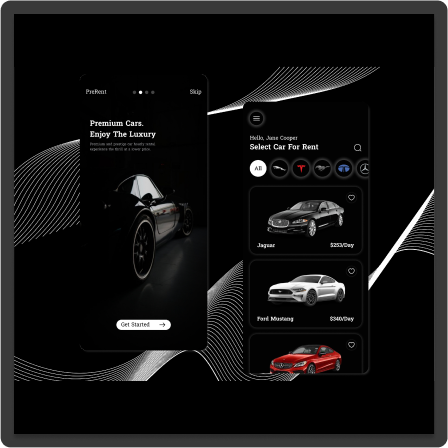 PreRent
Skip
Premium Cars.
Enjoy The Luxury
Premium and prestige car hourly rental.
experience the thrill at a lower price.
Get Started
Hello, Jane Cooper
Select Car For Rent
All
Jaguar
$253/Day
Ford Mustang
$340/Day